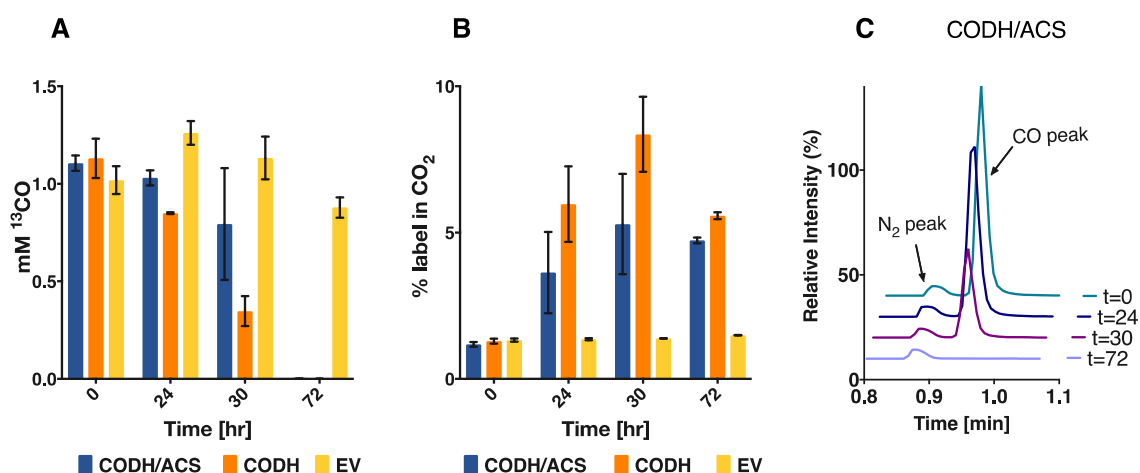 A
1.5
1.0
0.5
0.0
mM ¹³CO
0
24
30
72
Time [hr]
CODH/ACS CODH EV
B
10
5
0
% label in CO₂
0
24
30
72
Time [hr]
CODH/ACS CODH EV
C CODH/ACS
100
50
0
Relative Intensity (%)
CO peak
N₂ peak
t=0
t=24
t=30
t=72
0.8 0.9 1.0 1.1
Time [min]